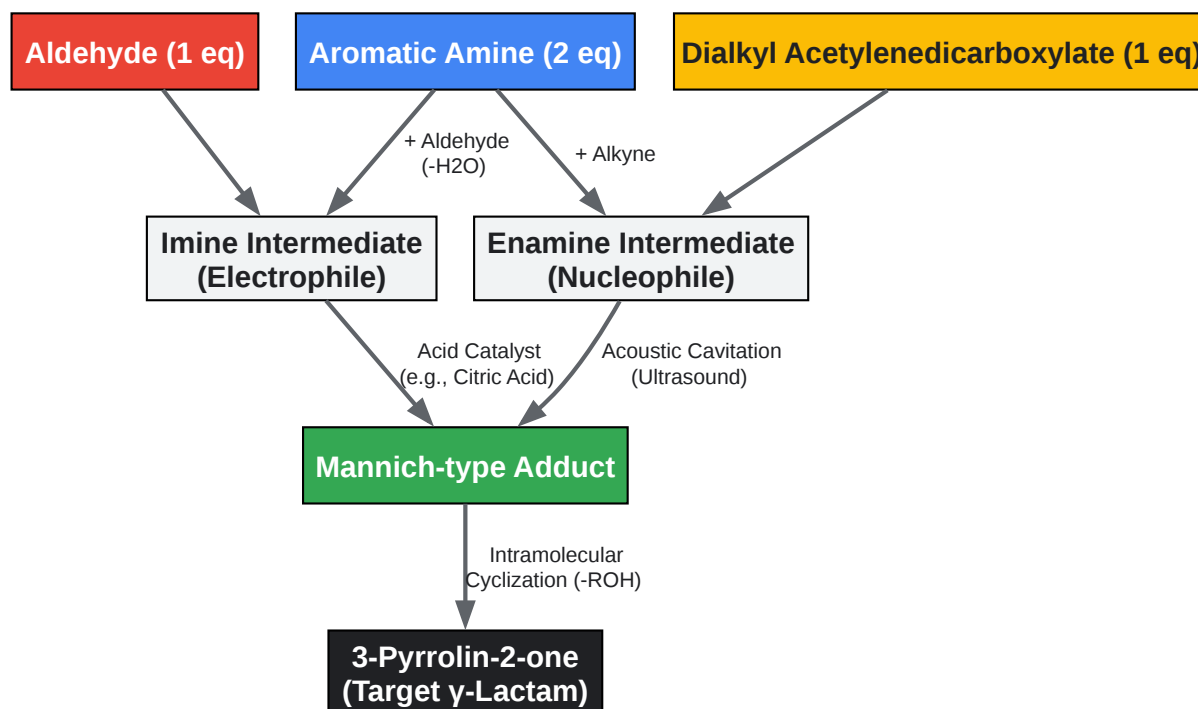 Aldehyde (1 eq)
Aromatic Amine (2 eq)
Dialkyl Acetylenedicarboxylate (1 eq)
+ Aldehyde
(-H2O)
+ Alkyne
Imine Intermediate
(Electrophile)
Enamine Intermediate
(Nucleophile)
Acid Catalyst
(e.g., Citric Acid)
Acoustic Cavitation
(Ultrasound)
Mannich-type Adduct
Intramolecular
Cyclization (-ROH)
3-Pyrrolin-2-one
(Target γ-Lactam)